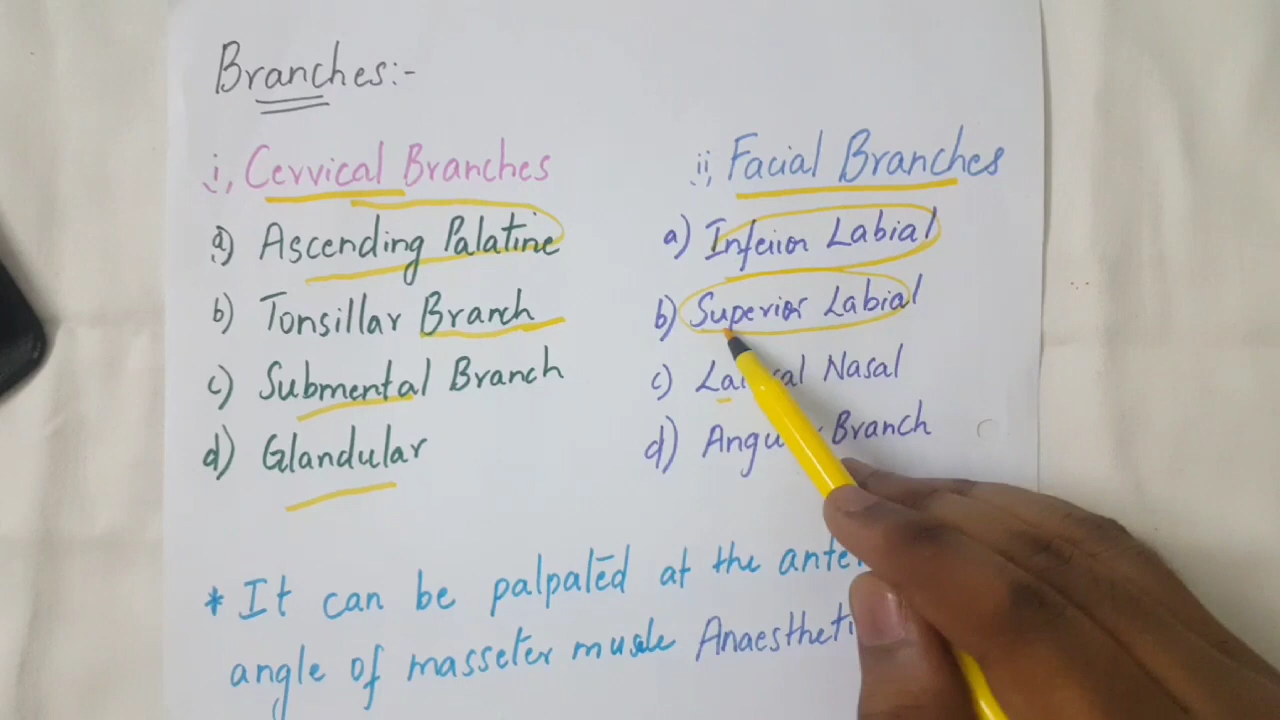 Branches:-
i, Cervical Branches
a) Ascending Palatine
b) Tonsillar Branch
c) Submental Branch
d) Glandular
ii, Facial Branches
a) Inferior Labial
b) Superior Labial
c) Nasal
d) Branch
* It can be palpated at the
angle of masseter muscle